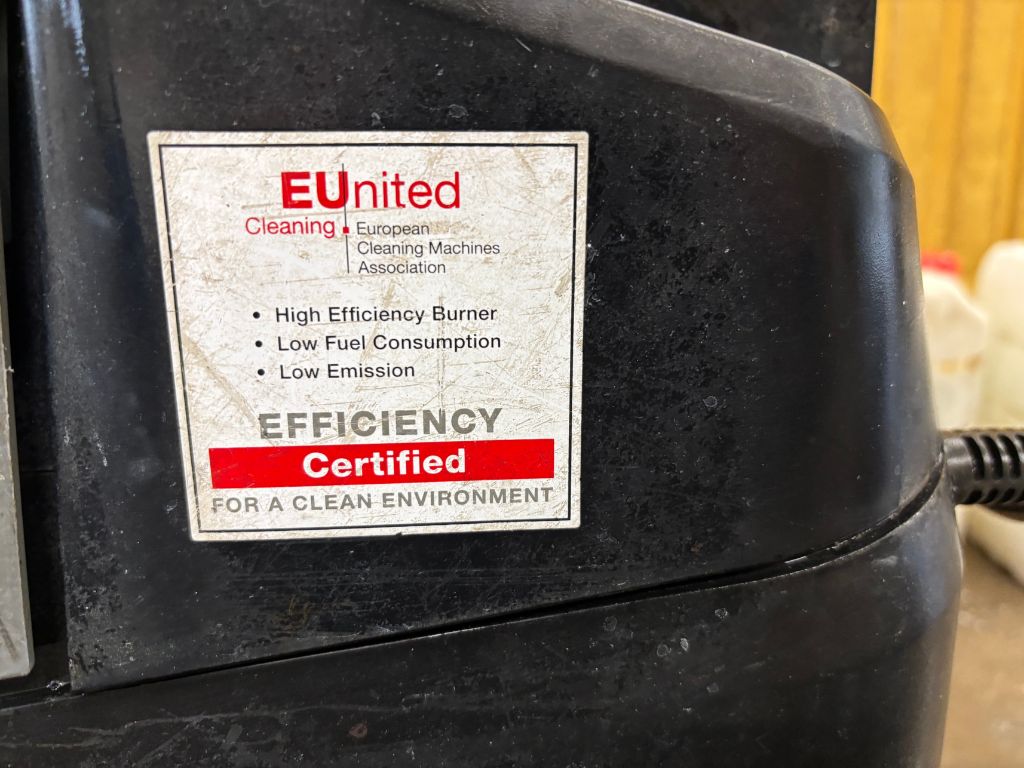 EUnited
Cleaning. European
Cleaning Machines
Association
• High Efficiency Burner
• Low Fuel Consumption
• Low Emission
EFFICIENCY
Certified
FOR A CLEAN ENVIRONMENT